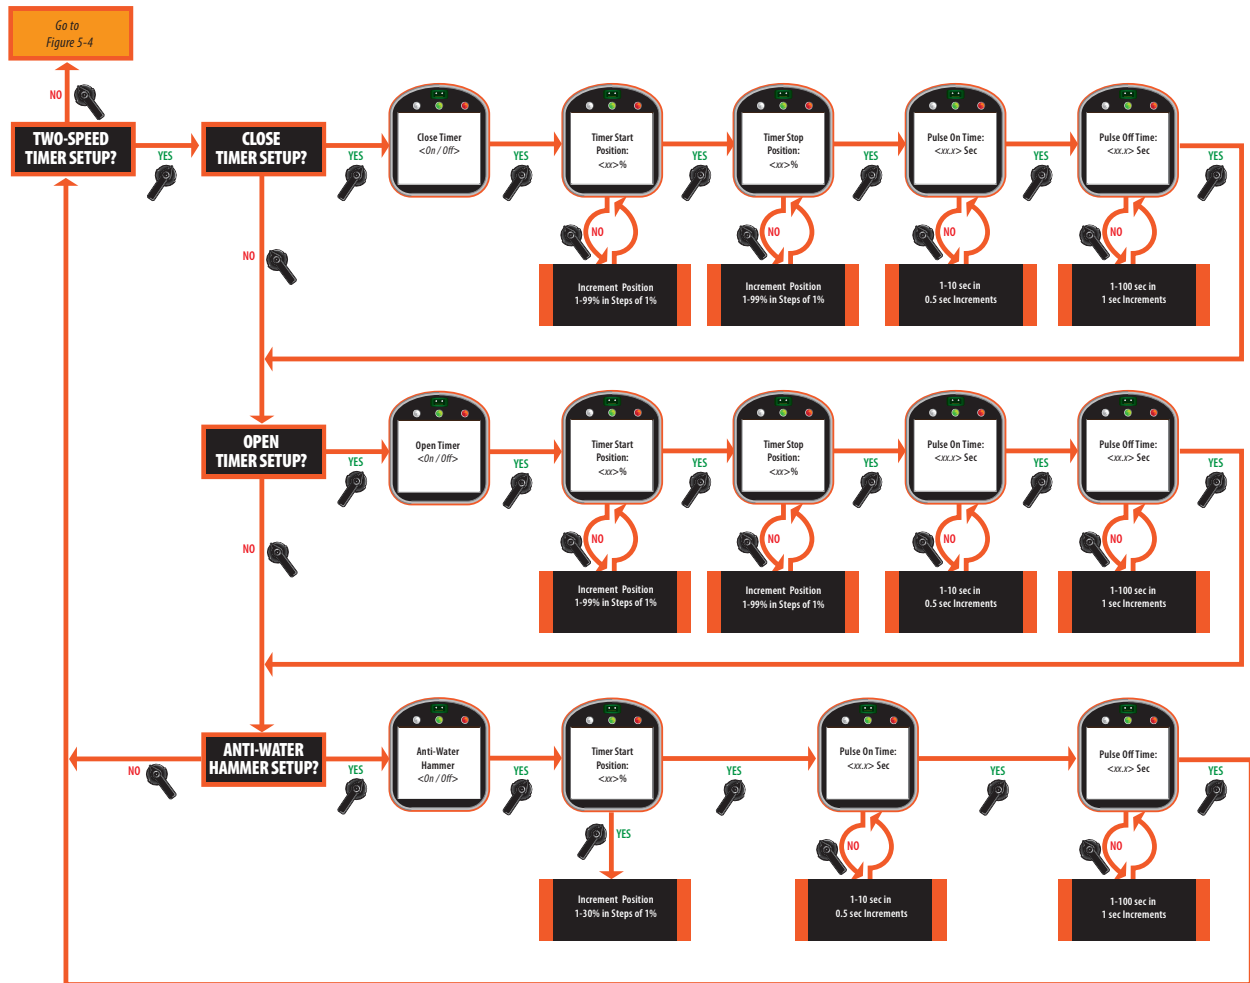 Go to
Figure 5-4
NO
TWO-SPEED
TIMER SETUP?
YES
CLOSE
TIMER SETUP?
YES
Close Timer
<On / Off>
YES
Timer Start
Position:
<xx>%
YES
Timer Stop
Position:
<xx>%
YES
Pulse On Time:
<xx.x> Sec
YES
Pulse Off Time:
<xx.x> Sec
YES
NO
NO
NO
NO
NO
Increment Position
1-99% in Steps of 1%
Increment Position
1-99% in Steps of 1%
1-10 sec in
0.5 sec Increments
1-100 sec in
1 sec Increments
OPEN
TIMER SETUP?
YES
Open Timer
<On / Off>
YES
Timer Start
Position:
<xx>%
YES
Timer Stop
Position:
<xx>%
YES
Pulse On Time:
<xx.x> Sec
YES
Pulse Off Time:
<xx.x> Sec
YES
NO
NO
NO
NO
NO
Increment Position
1-99% in Steps of 1%
Increment Position
1-99% in Steps of 1%
1-10 sec in
0.5 sec Increments
1-100 sec in
1 sec Increments
NO
ANTI-WATER
HAMMER SETUP?
YES
Anti-Water
Hammer
<On / Off>
YES
Timer Start
Position:
<xx>%
YES
Pulse On Time:
<xx.x> Sec
YES
Pulse Off Time:
<xx.x> Sec
YES
YES
NO
NO
Increment Position
1-30% in Steps of 1%
1-10 sec in
0.5 sec Increments
1-100 sec in
1 sec Increments